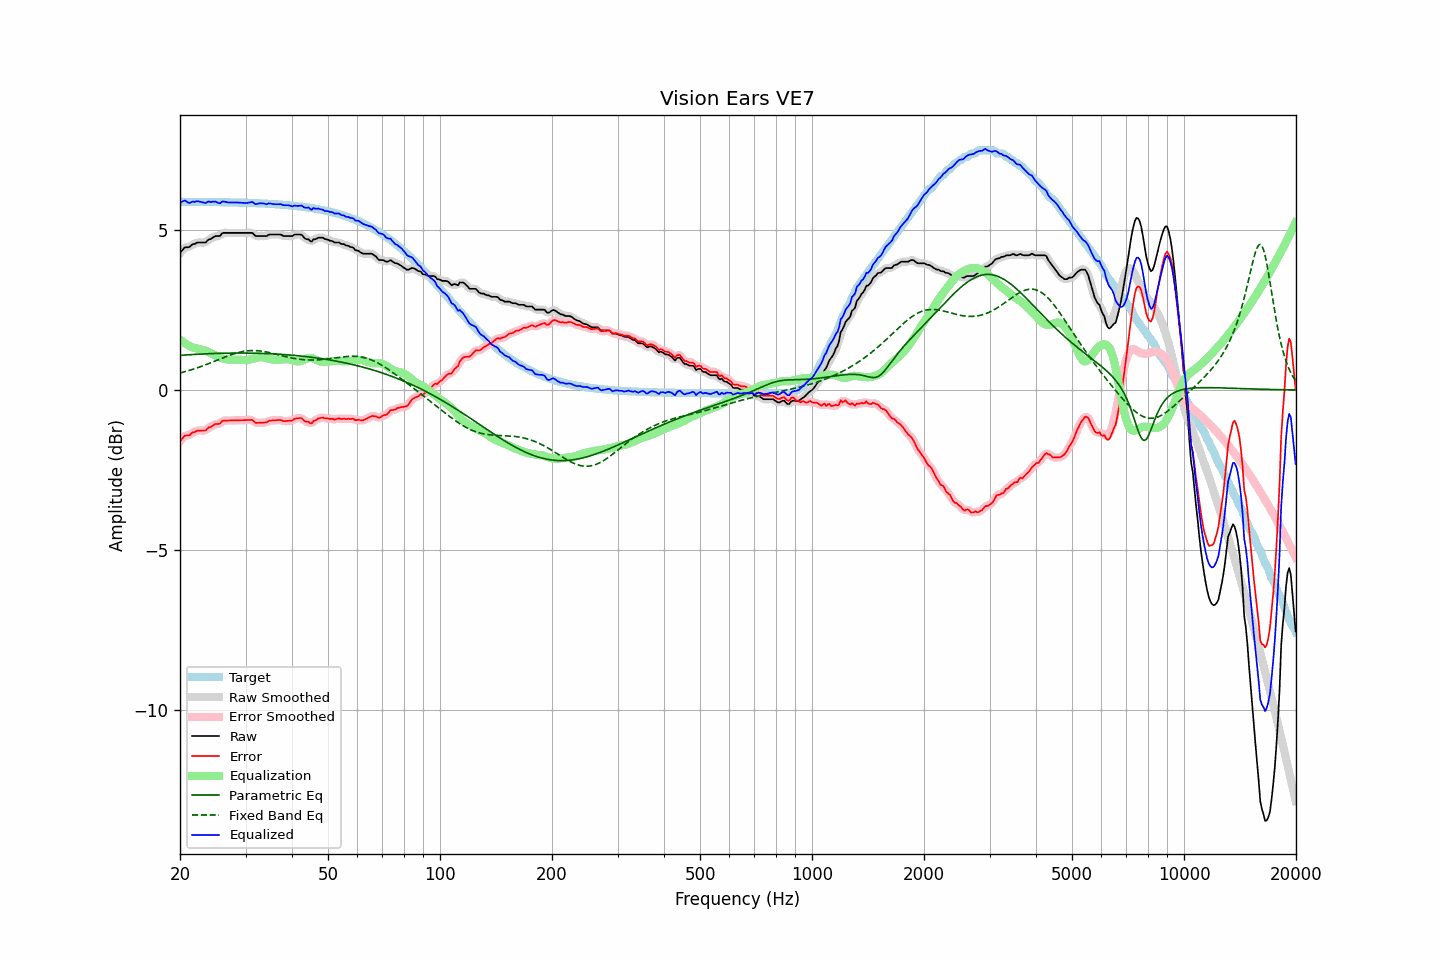 Vision Ears VE7
Amplitude (dBr)
5
0
−5
−10
Target
Raw Smoothed
Error Smoothed
Raw
Error
Equalization
Parametric Eq
Fixed Band Eq
Equalized
20 50 100 200 500 1000 2000 5000 10000 20000
Frequency (Hz)